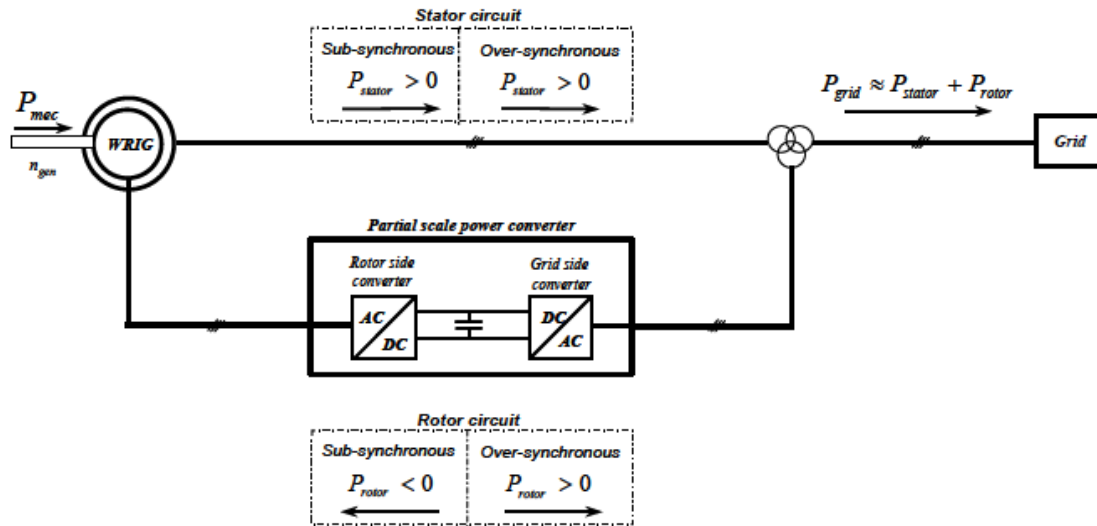 Stator circuit
Sub-synchronous
Over-synchronous
P_stator > 0
P_stator > 0
P_grid ≈ P_stator + P_rotor
P_mec
WRIG
n_gen
Grid
Partial scale power converter
Rotor side
converter
Grid side
converter
AC
DC
DC
AC
Rotor circuit
Sub-synchronous
Over-synchronous
P_rotor < 0
P_rotor > 0